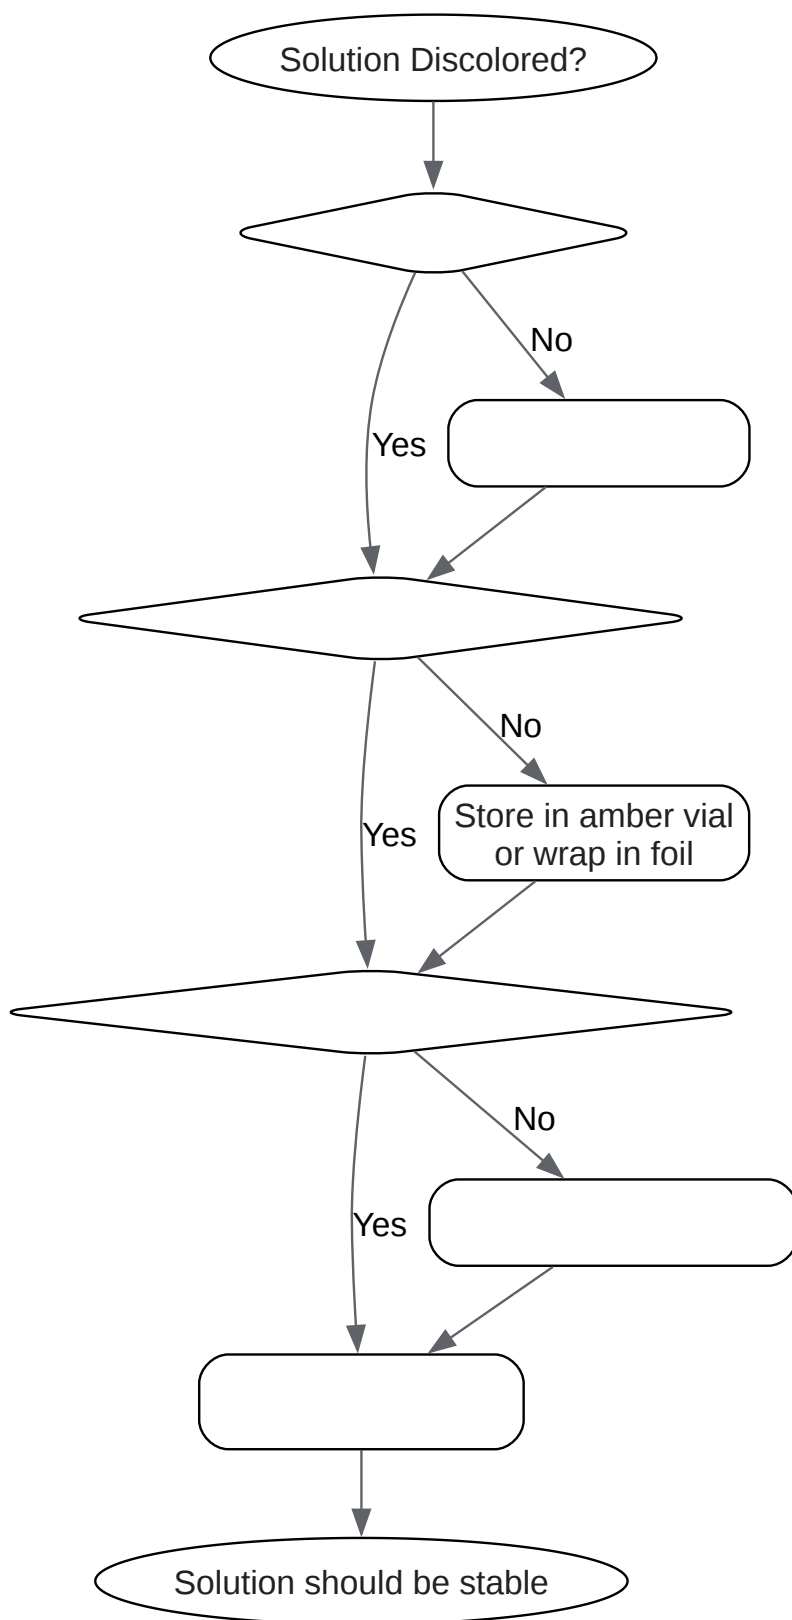 Solution Discolored?
No
Yes
No
Store in amber vial
or wrap in foil
Yes
No
Yes
Solution should be stable